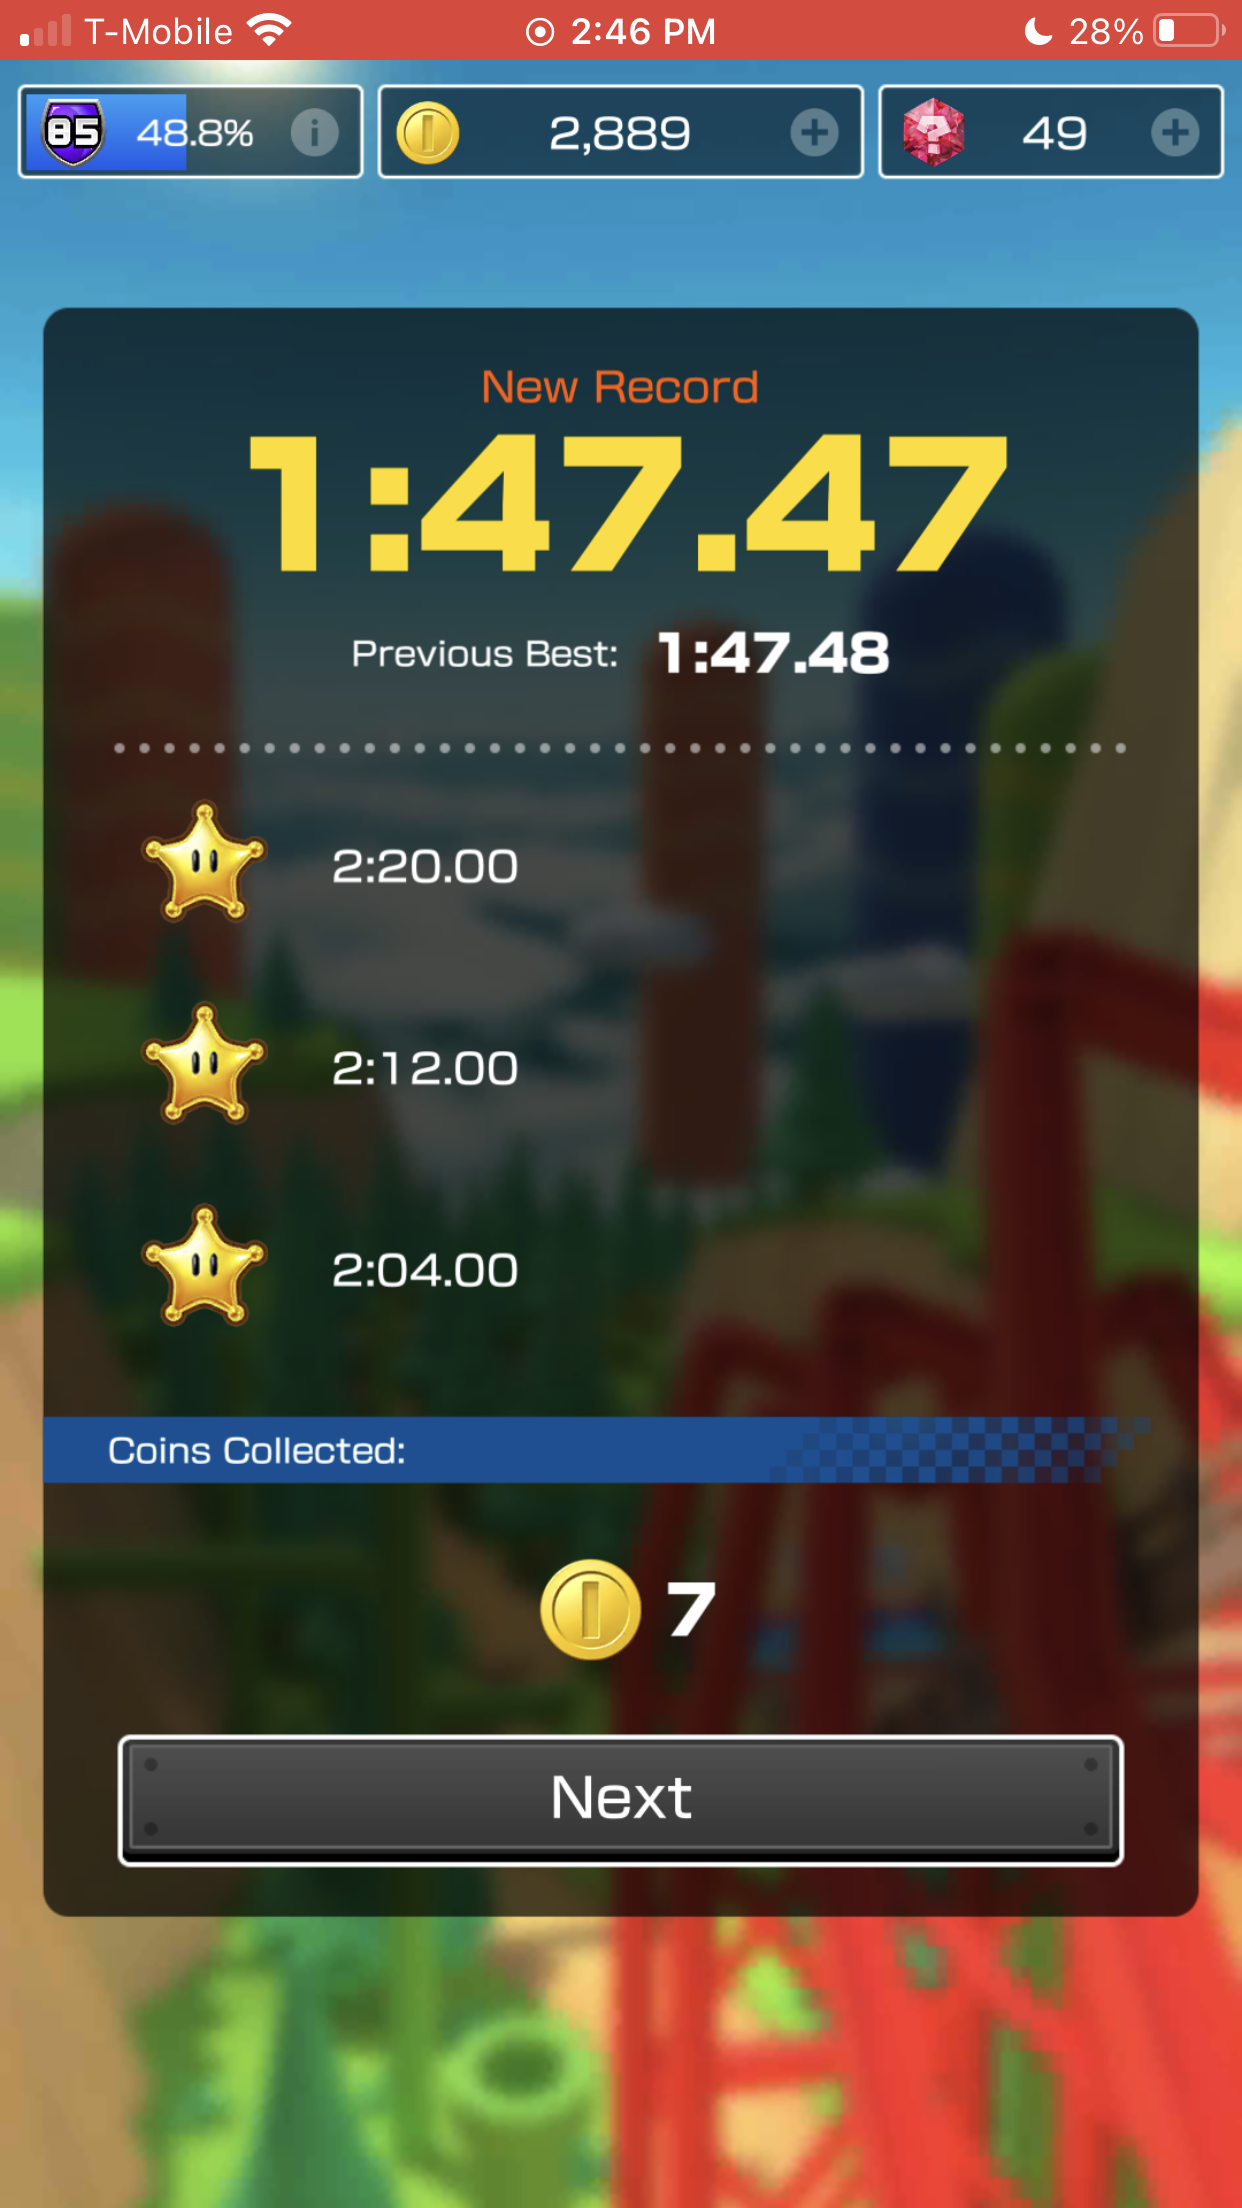 T-Mobile 2:46 PM 28%
85 48.8% i 2,889 + ? 49 +
New Record
1:47.47
Previous Best: 1:47.48
2:20.00
2:12.00
2:04.00
Coins Collected:
7
Next